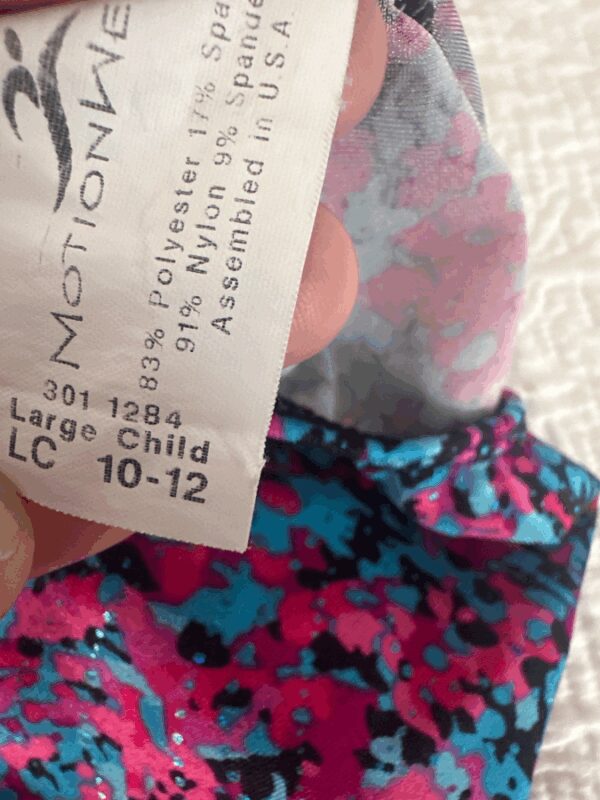 MOTIONWE
83% Polyester 17% Spa
91% Nylon 9% Spande
Assembled in U.S.A.
301 1284
Large Child
LC 10-12